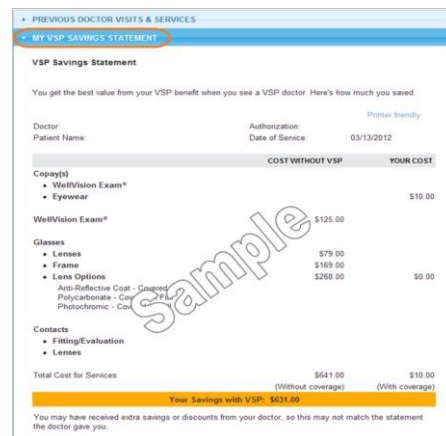 PREVIOUS DOCTOR VISITS & SERVICES
MY VSP SAVINGS STATEMENT
VSP Savings Statement
You get the best value from your VSP benefit when you see a VSP doctor. Here's how much you saved.
Printer friendly
Doctor: Authorization:
Patient Name: Date of Service: 03/13/2012
COST WITHOUT VSP YOUR COST
Copay(s)
• WellVision Exam®
• Eyewear $10.00
WellVision Exam® $125.00
Glasses
• Lenses $79.00
• Frame $169.00
• Lens Options $268.00 $0.00
Anti-Reflective Coat - Covered
Polycarbonate -
Photochromic -
Sample
Contacts
• Fitting/Evaluation
• Lenses
Total Cost for Services $641.00 $10.00
(Without coverage) (With coverage)
Your Savings with VSP: $631.00
You may have received extra savings or discounts from your doctor, so this may not match the statement
the doctor gave you.